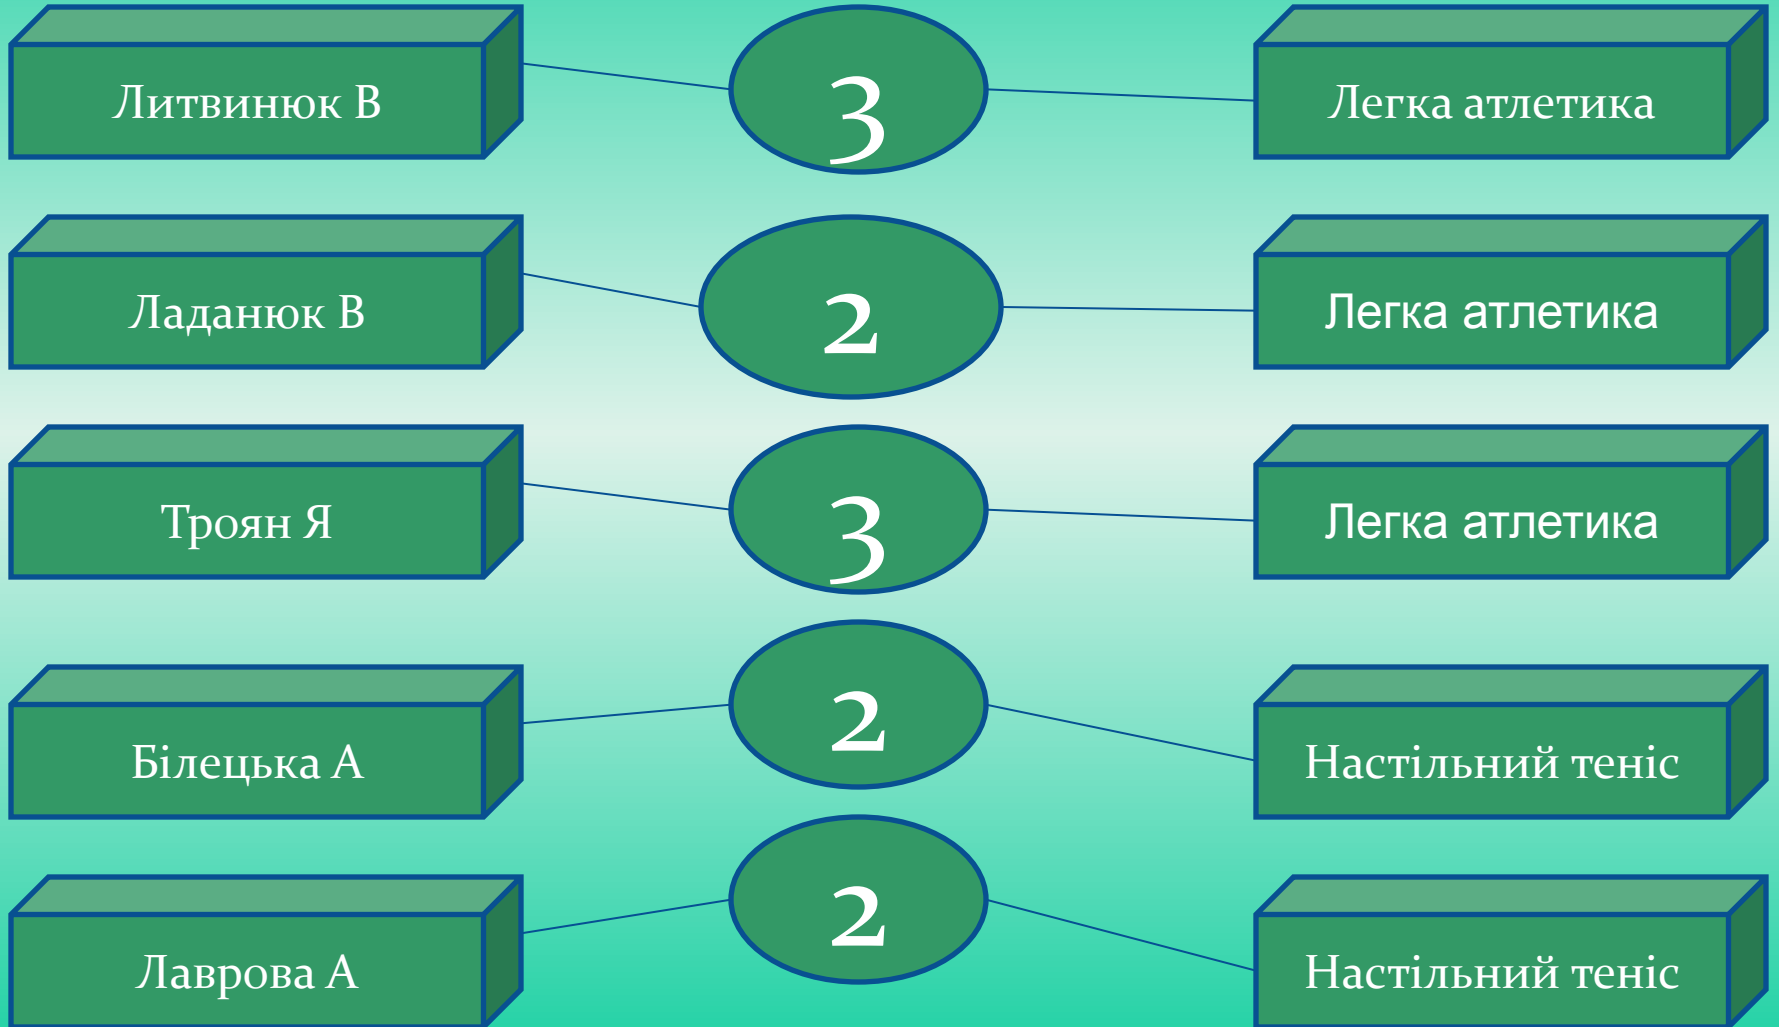 Литвинюк В
3
Легка атлетика
Ладанюк В
2
Легка атлетика
Троян Я
3
Легка атлетика
Білецька А
2
Настільний теніс
Лаврова А
2
Настільний теніс